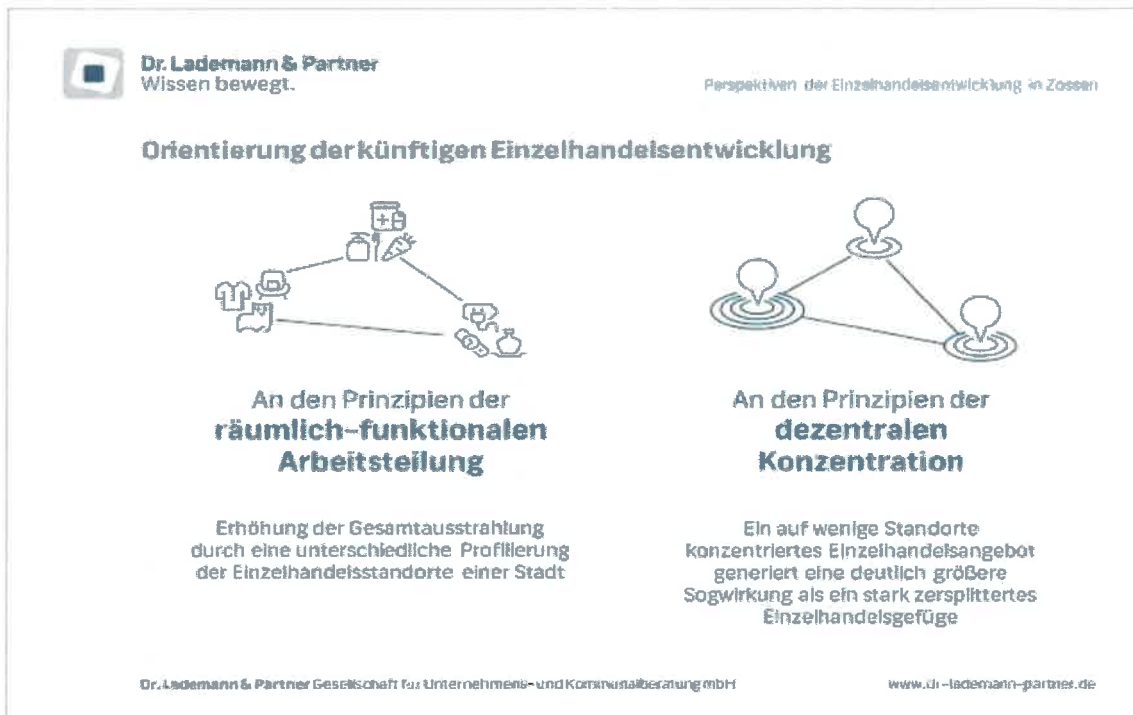 Dr. Lademann & Partner
Wissen bewegt.
Perspektiven der Einzelhandelsentwicklung in Zossen
Orientierung der künftigen Einzelhandelsentwicklung
An den Prinzipien der
räumlich-funktionalen
Arbeitsteilung
Erhöhung der Gesamtausstrahlung
durch eine unterschiedliche Profilierung
der Einzelhandelsstandorte einer Stadt
An den Prinzipien der
dezentralen
Konzentration
Ein auf wenige Standorte
konzentriertes Einzelhandelsangebot
generiert eine deutlich größere
Sogwirkung als ein stark zersplittertes
Einzelhandelsgefüge
Dr. Lademann & Partner Gesellschaft für Unternehmens- und Kommunalberatung mbH
www.dr-lademann-partner.de